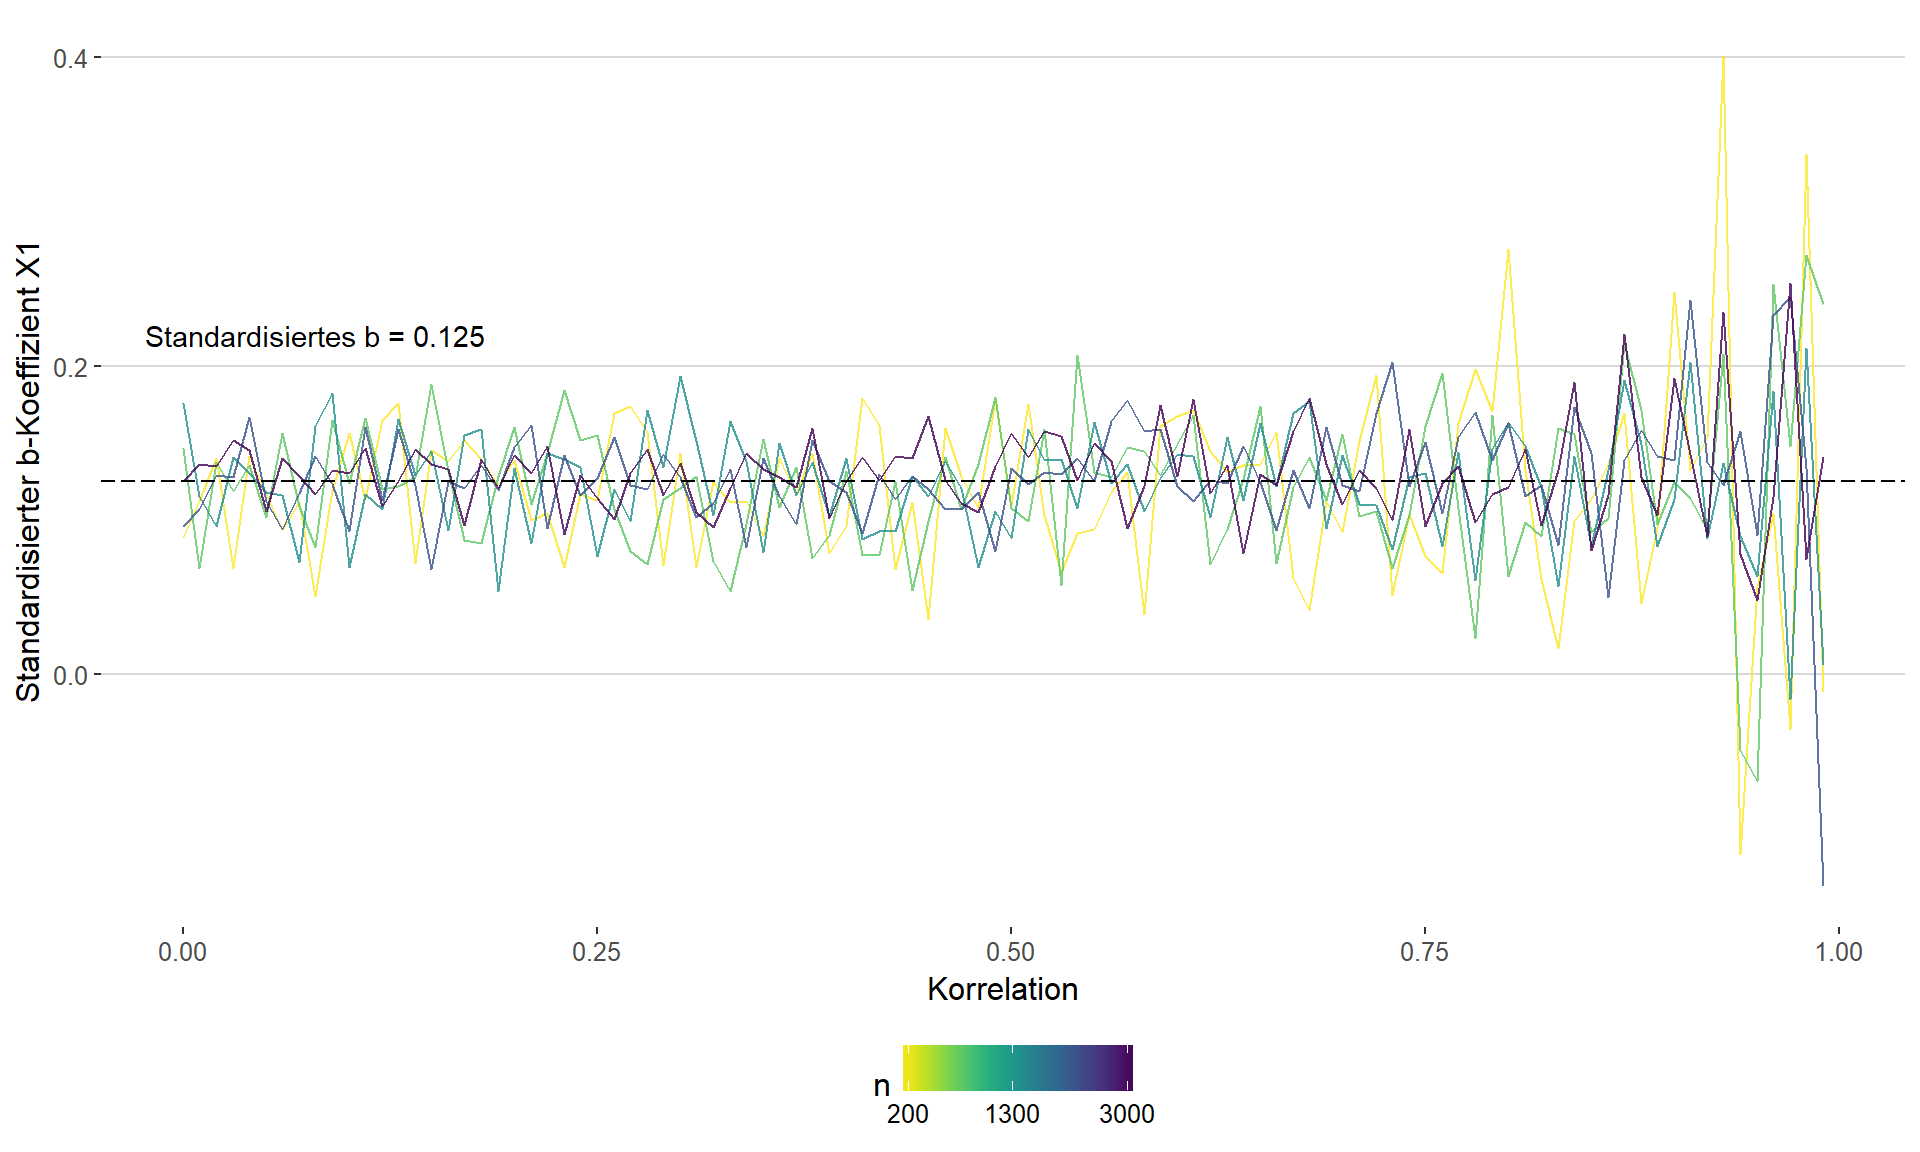 Standardisierter b-Koeffizient X1
0.4
0.2
0.0
Standardisiertes b = 0.125
0.00 0.25 0.50 0.75 1.00
Korrelation
n
200 1300 3000